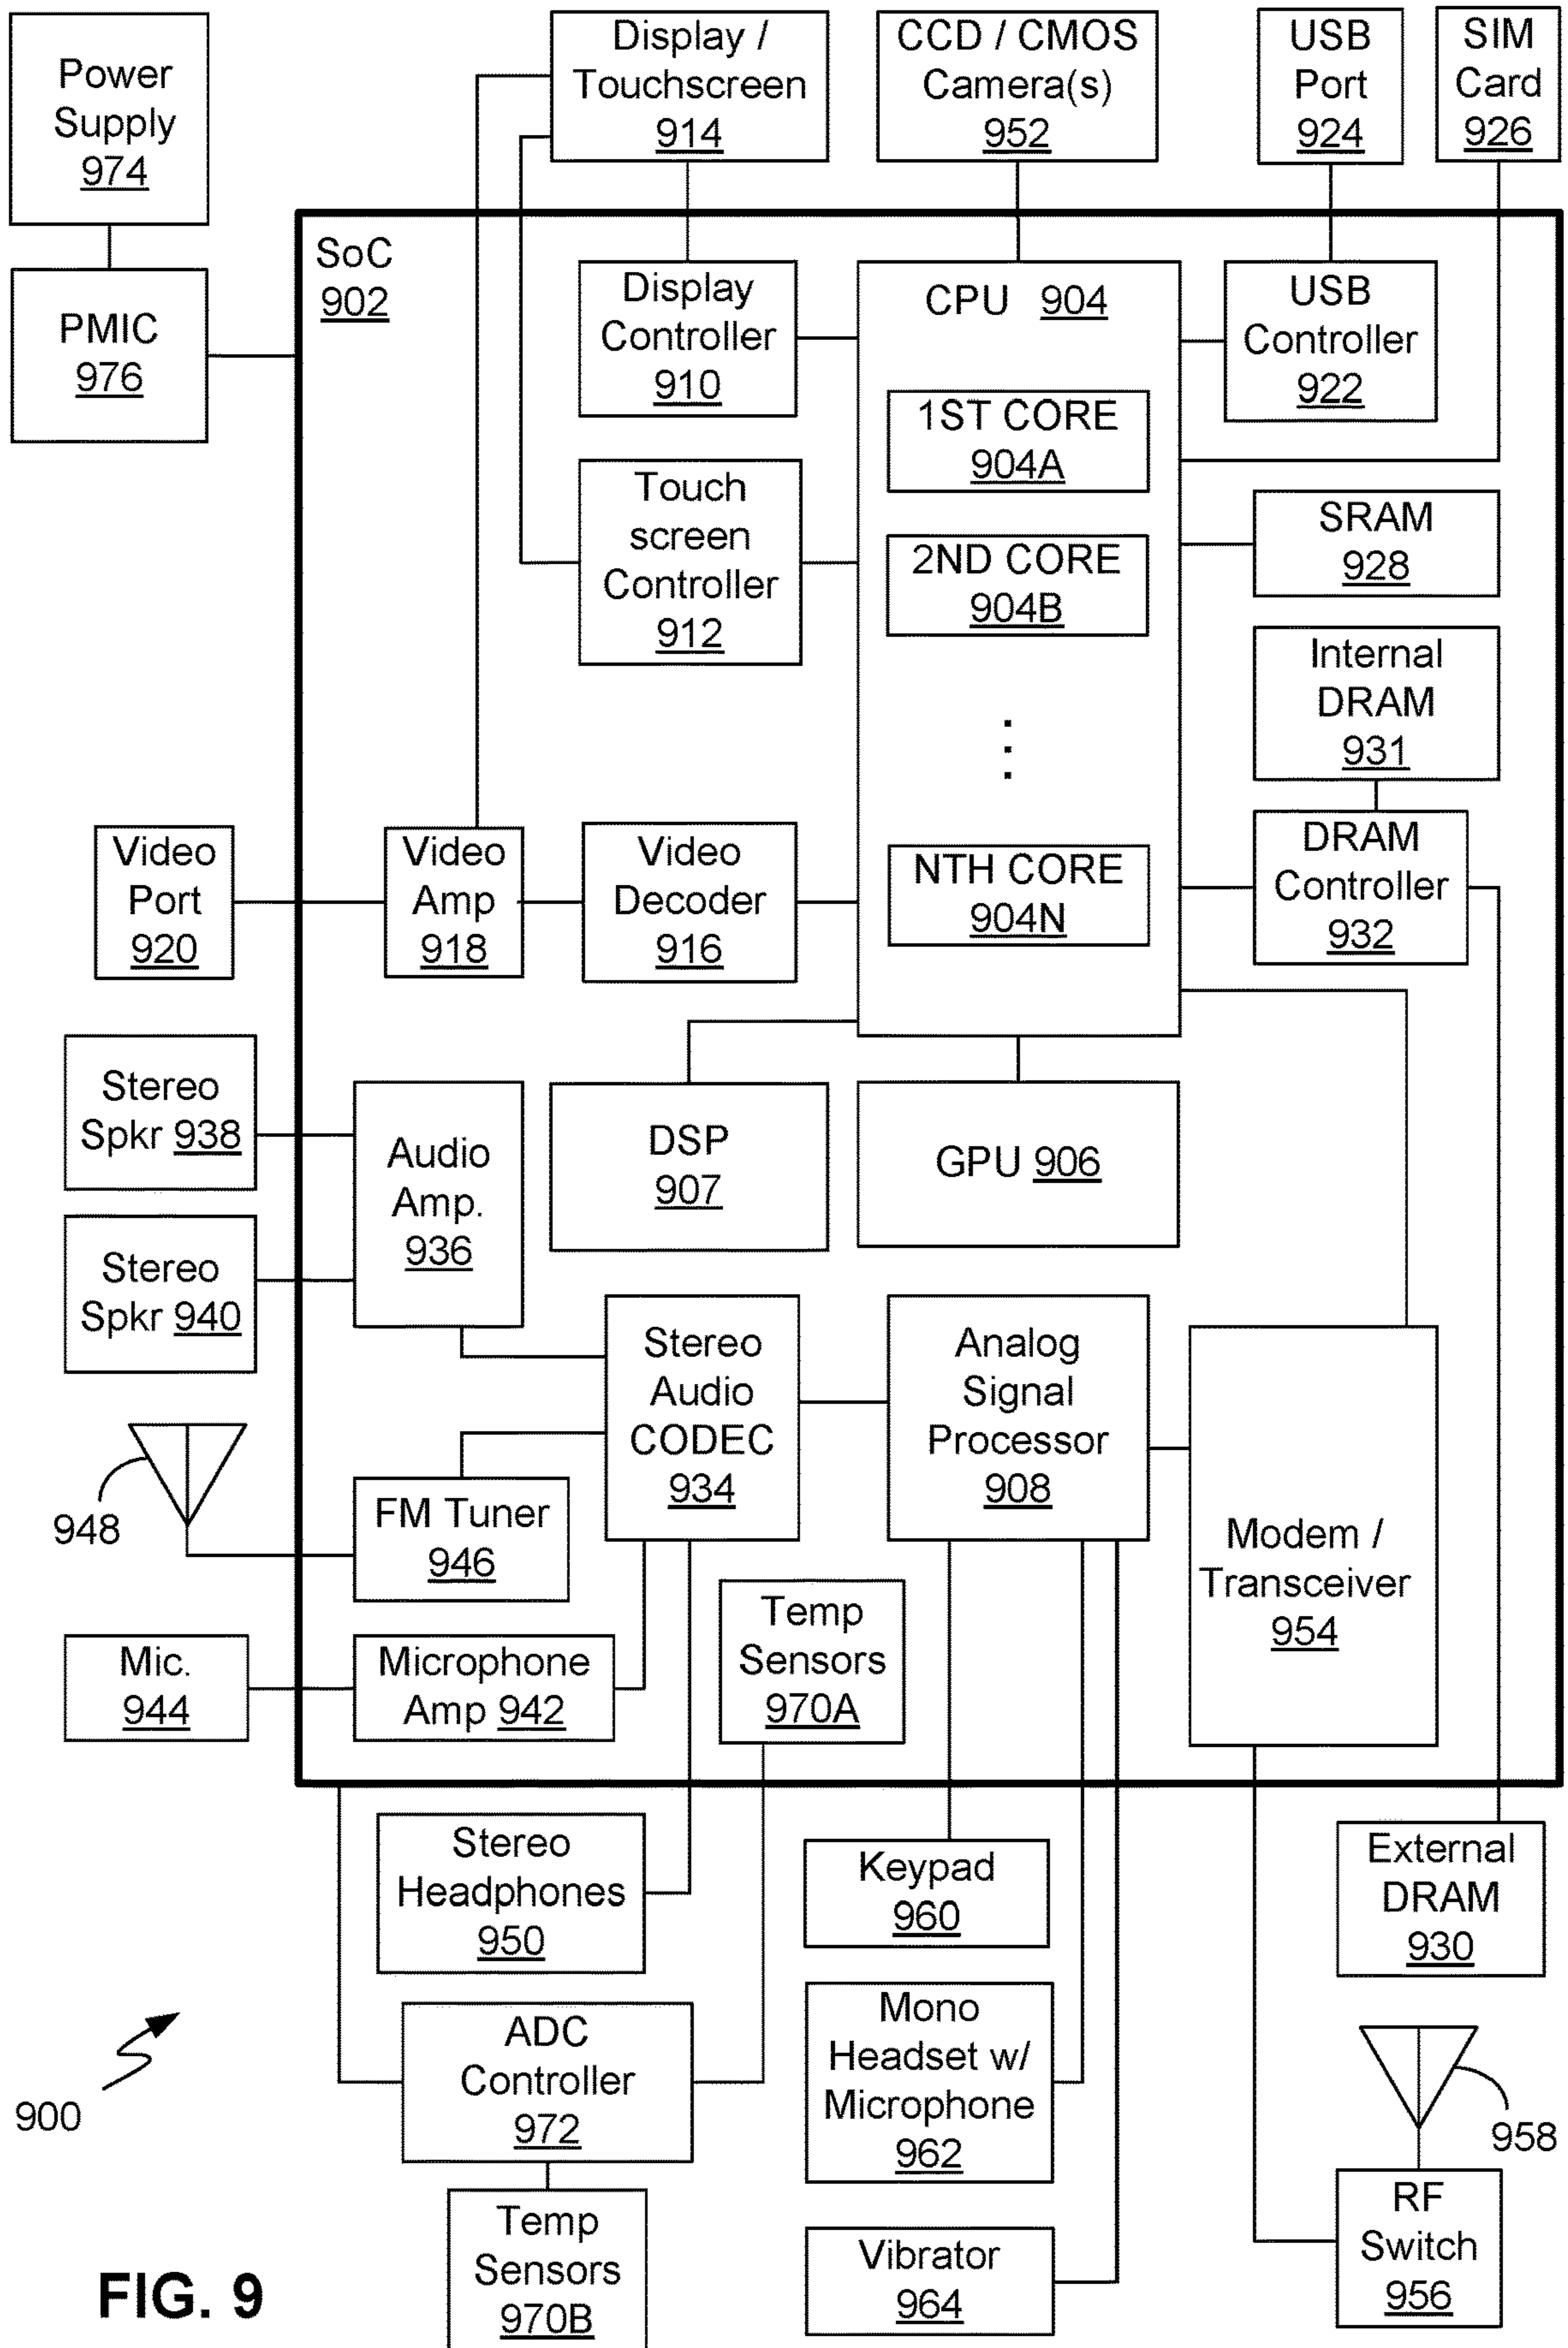 Power
Supply
974
Display /
Touchscreen
914
CCD / CMOS
Camera(s)
952
USB
Port
924
SIM
Card
926
PMIC
976
SoC
902
Display
Controller
910
CPU 904
USB
Controller
922
1ST CORE
904A
Touch
screen
Controller
912
2ND CORE
904B
SRAM
928
Internal
DRAM
931
Video
Port
920
Video
Amp
918
Video
Decoder
916
NTH CORE
904N
DRAM
Controller
932
Stereo
Spkr 938
Audio
Amp.
936
DSP
907
GPU 906
Stereo
Spkr 940
Stereo
Audio
CODEC
934
Analog
Signal
Processor
908
948
FM Tuner
946
Modem /
Transceiver
954
Mic.
944
Microphone
Amp 942
Temp
Sensors
970A
Stereo
Headphones
950
Keypad
960
External
DRAM
930
ADC
Controller
972
Mono
Headset w/
Microphone
962
900
958
Temp
Sensors
970B
Vibrator
964
RF
Switch
956
FIG. 9